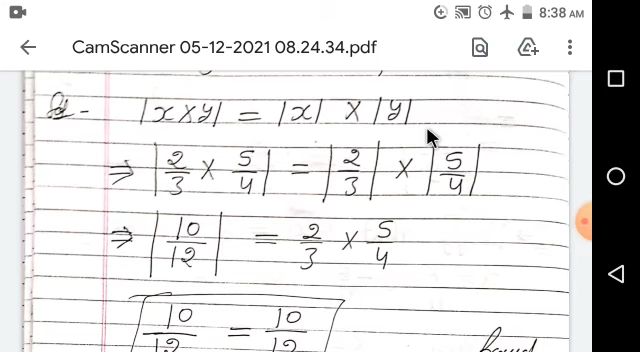 8:38 AM
CamScanner 05-12-2021 08.24.34.pdf
|x×y| = |x| × |y|
⇒ |2/3 × 5/4| = |2/3| × |5/4|
⇒ |10/12| = 2/3 × 5/4
10/12 = 10/12